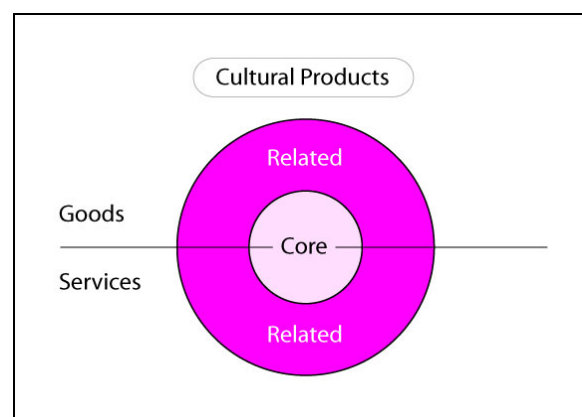 Cultural Products
Related
Goods
Core
Services
Related